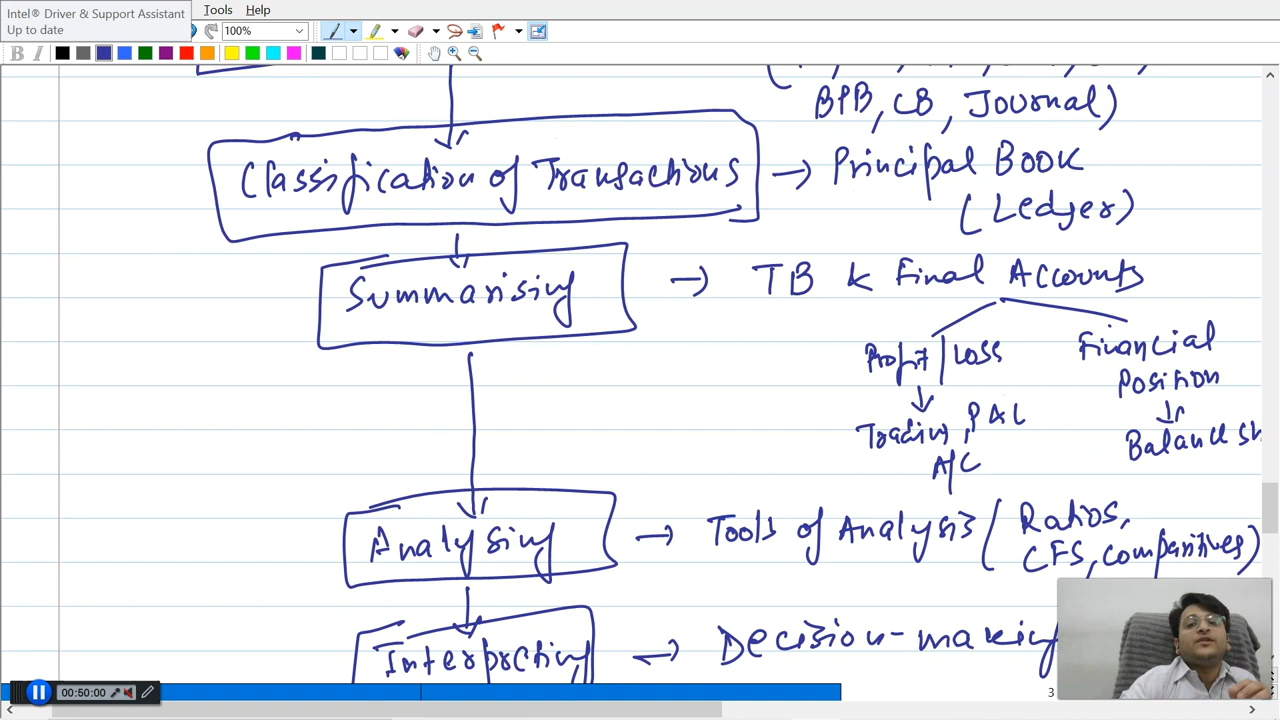 Intel® Driver & Support Assistant
Up to date
Tools Help
100%
B I
BPB, CB, Journal)
Classification of Transactions → Principal Book
(Ledger)
Summarising → TB & Final Accounts
Profit | Loss
Financial
Position
Trading, P&L
A/C
Balance Sh
Analysing → Tools of Analysis (Ratios,
CFS, comparitives)
Interpreting → Decision-making
00:50:00
3